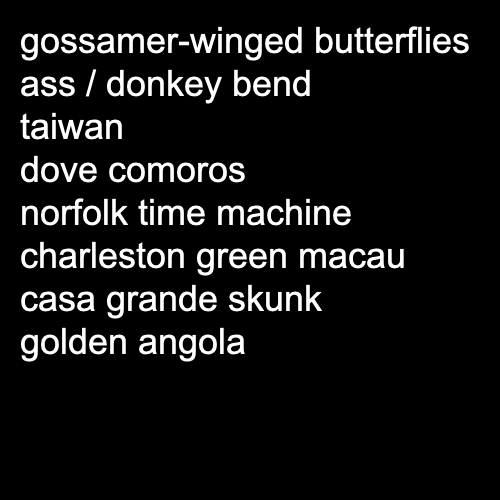 gossamer-winged butterflies
ass / donkey bend
taiwan
dove comoros
norfolk time machine
charleston green macau
casa grande skunk
golden angola